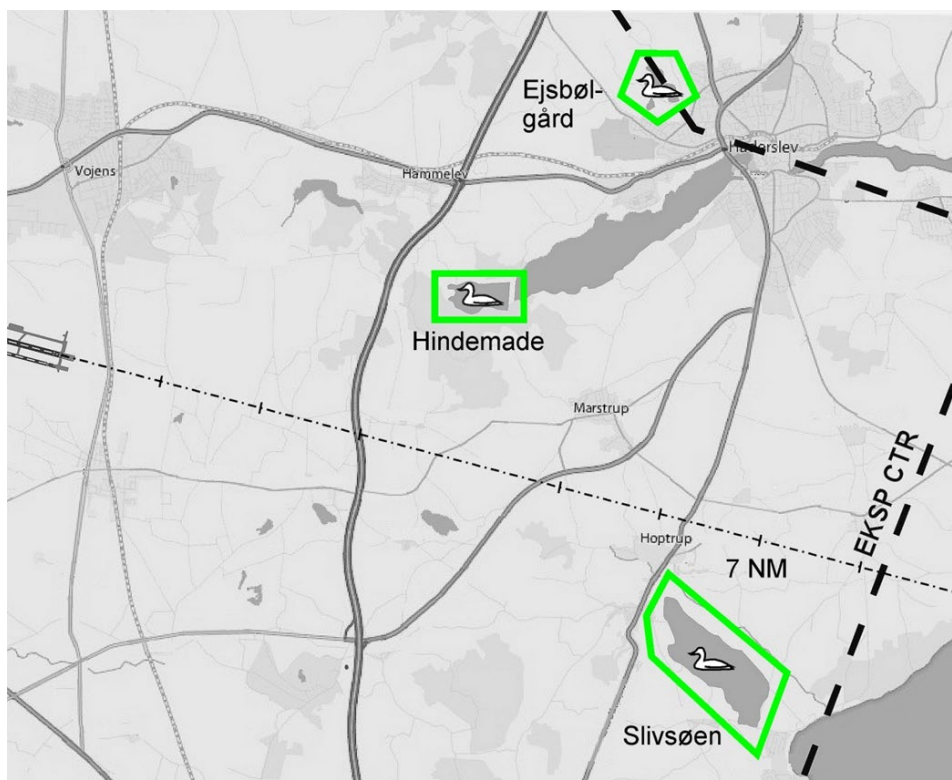 Ejsbøl-
gård
Haderslev
Vojens
Hammelev
Hindemade
Marstrup
EKSP CTR
Hoptrup
7 NM
Slivsøen